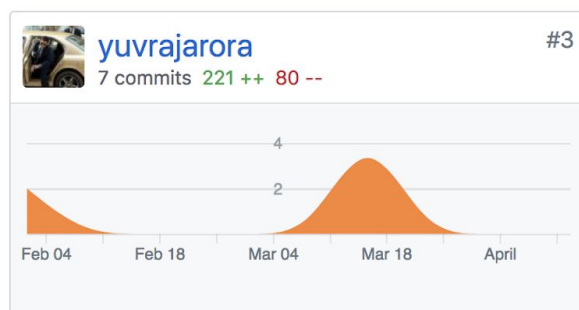 yuvrajarora
#3
7 commits 221 ++ 80 --
4
2
Feb 04 Feb 18 Mar 04 Mar 18 April